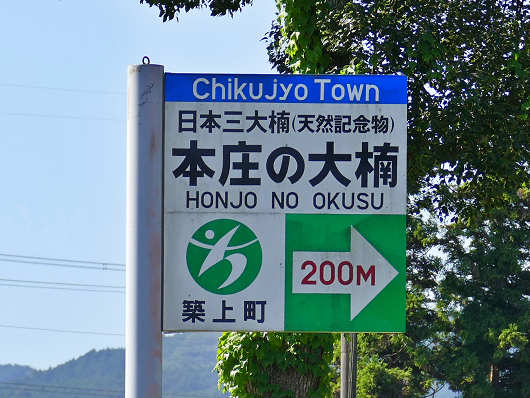 Chikujyo Town
日本三大楠(天然記念物)
本庄の大楠
HONJO NO OKUSU
200M
築上町